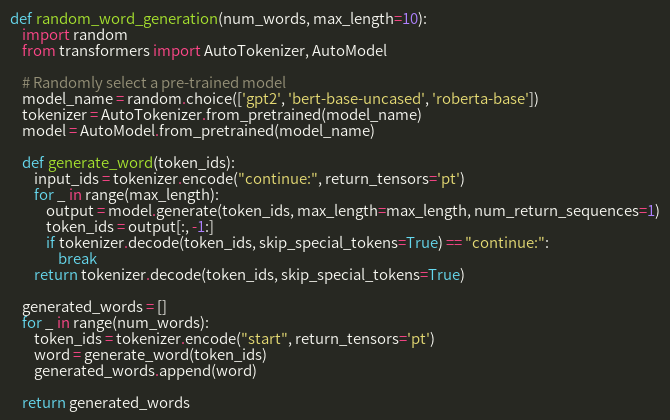 def random_word_generation(num_words, max_length=10):
    import random
    from transformers import AutoTokenizer, AutoModel

    # Randomly select a pre-trained model
    model_name = random.choice(['gpt2', 'bert-base-uncased', 'roberta-base'])
    tokenizer = AutoTokenizer.from_pretrained(model_name)
    model = AutoModel.from_pretrained(model_name)

    def generate_word(token_ids):
        input_ids = tokenizer.encode("continue:", return_tensors='pt')
        for _ in range(max_length):
            output = model.generate(token_ids, max_length=max_length, num_return_sequences=1)
            token_ids = output[:, -1:]
            if tokenizer.decode(token_ids, skip_special_tokens=True) == "continue:":
                break
        return tokenizer.decode(token_ids, skip_special_tokens=True)

    generated_words = []
    for _ in range(num_words):
        token_ids = tokenizer.encode("start", return_tensors='pt')
        word = generate_word(token_ids)
        generated_words.append(word)

    return generated_words